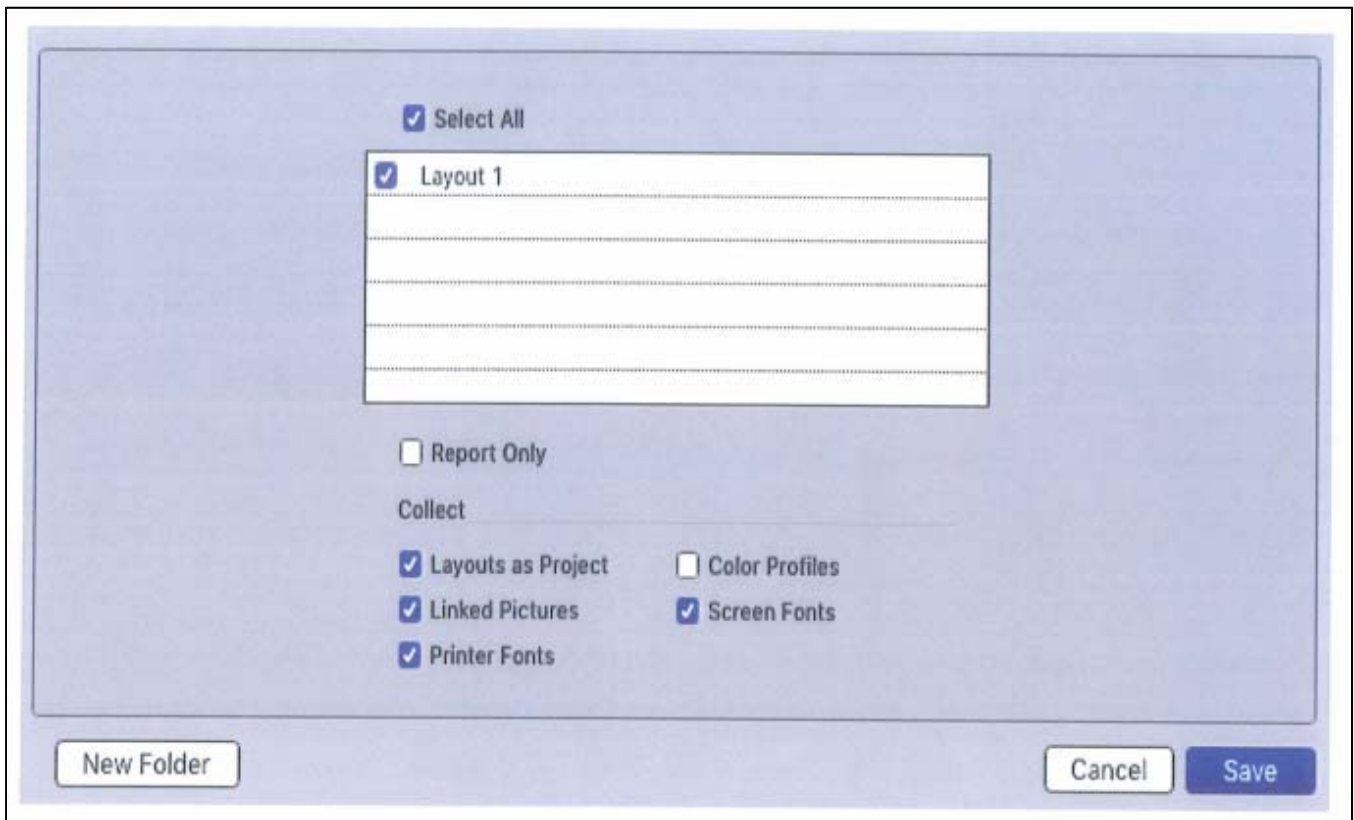 Select All
Layout 1
Report Only
Collect
Layouts as Project Color Profiles
Linked Pictures Screen Fonts
Printer Fonts
New Folder Cancel Save